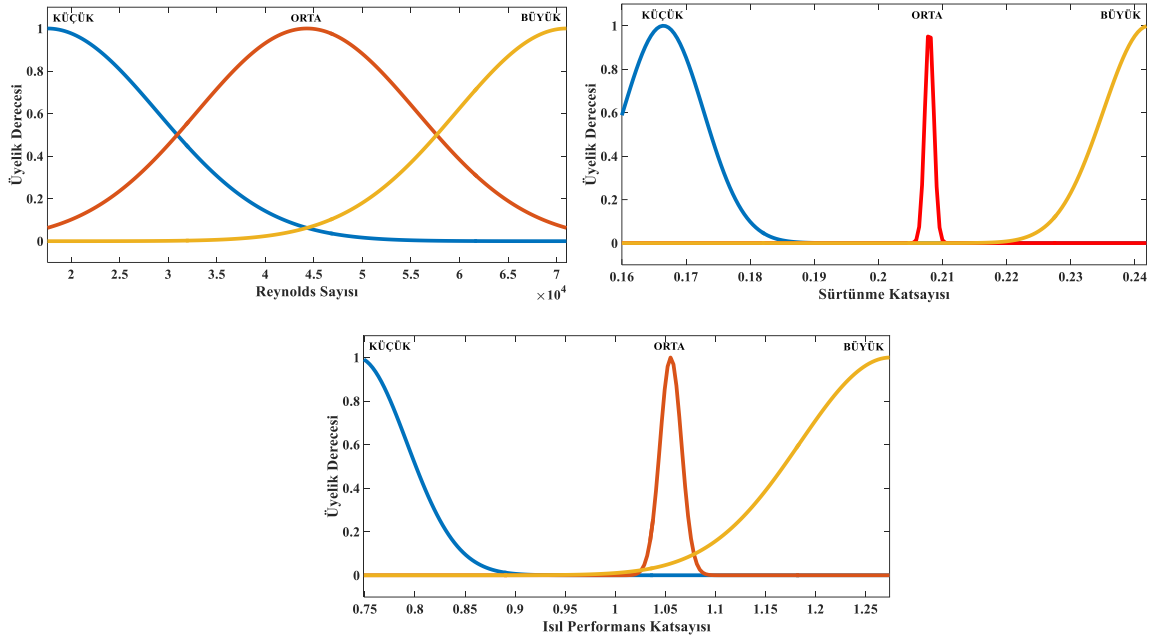 KÜÇÜK ORTA BÜYÜK
1
0.8
0.6
0.4
0.2
0
Üyelik Derecesi
2 2.5 3 3.5 4 4.5 5 5.5 6 6.5 7
×10⁴
Reynolds Sayısı
KÜÇÜK ORTA BÜYÜK
1
0.8
0.6
0.4
0.2
0
Üyelik Derecesi
0.16 0.17 0.18 0.19 0.2 0.21 0.22 0.23 0.24
Sürtünme Katsayısı
KÜÇÜK ORTA BÜYÜK
1
0.8
0.6
0.4
0.2
0
Üyelik Derecesi
0.75 0.8 0.85 0.9 0.95 1 1.05 1.1 1.15 1.2 1.25
Isıl Performans Katsayısı